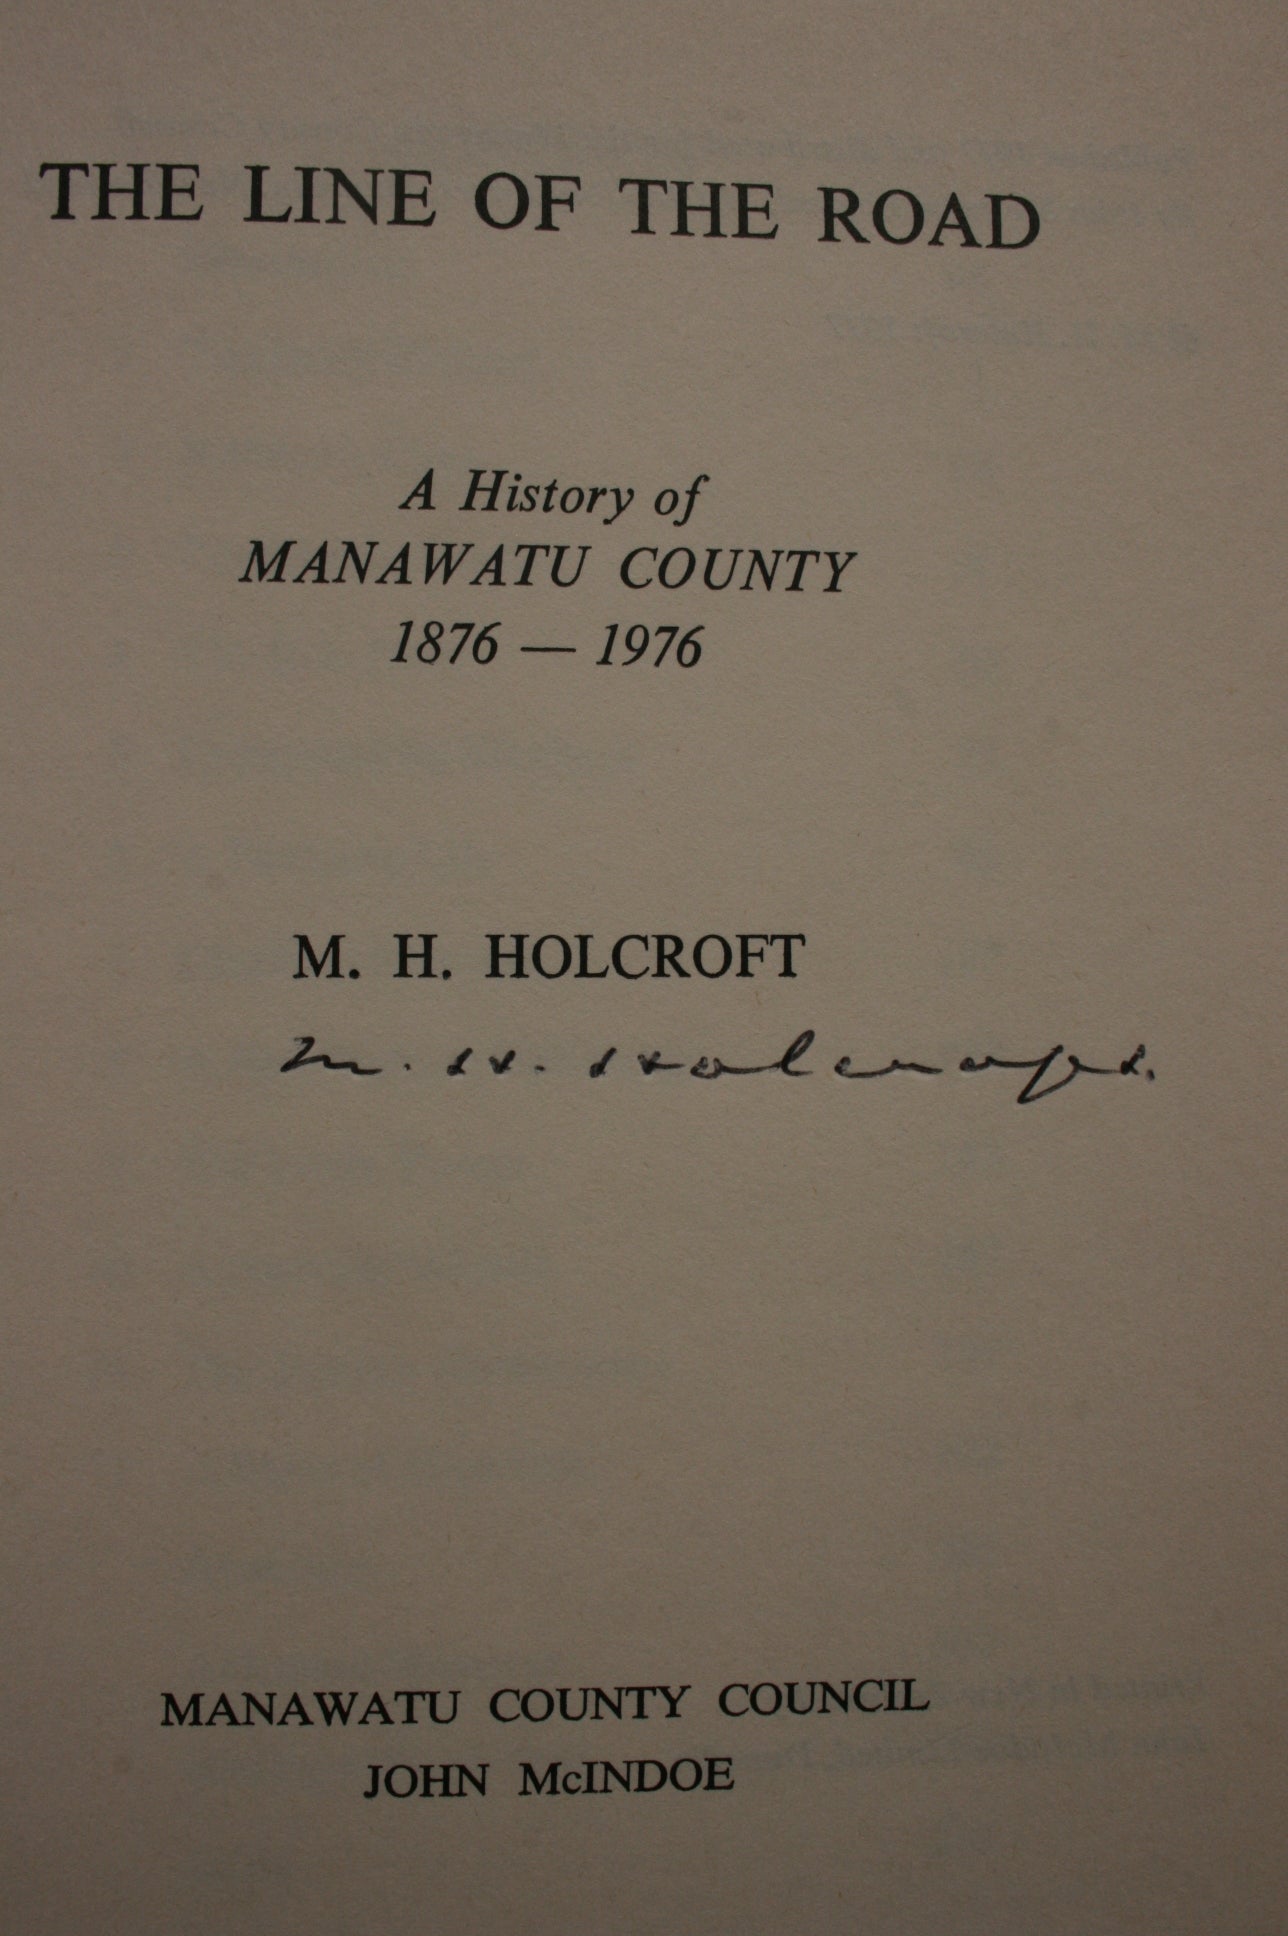 THE LINE OF THE ROAD
A History of
MANAWATU COUNTY
1876 — 1976
M. H. HOLCROFT
M. H. Holcroft.
MANAWATU COUNTY COUNCIL
JOHN McINDOE